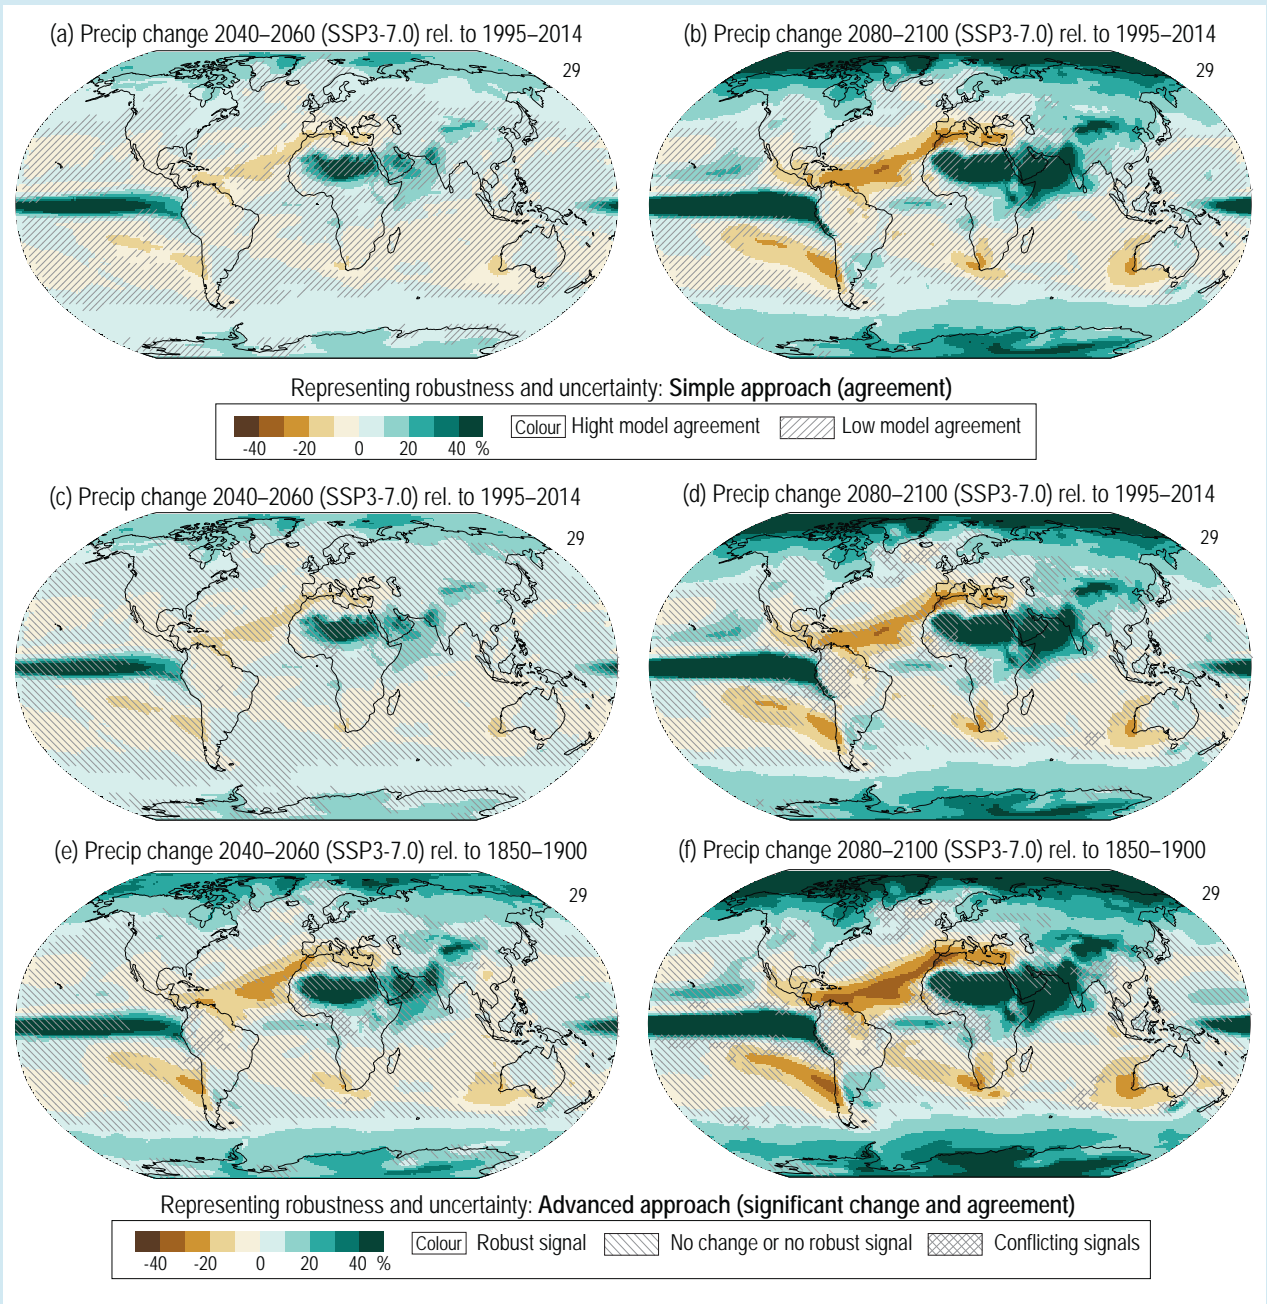 (a) Precip change 2040–2060 (SSP3-7.0) rel. to 1995–2014
29
(b) Precip change 2080–2100 (SSP3-7.0) rel. to 1995–2014
29
Representing robustness and uncertainty: Simple approach (agreement)
-40 -20 0 20 40 %
Colour Hight model agreement Low model agreement
(c) Precip change 2040–2060 (SSP3-7.0) rel. to 1995–2014
29
(d) Precip change 2080–2100 (SSP3-7.0) rel. to 1995–2014
29
(e) Precip change 2040–2060 (SSP3-7.0) rel. to 1850–1900
29
(f) Precip change 2080–2100 (SSP3-7.0) rel. to 1850–1900
29
Representing robustness and uncertainty: Advanced approach (significant change and agreement)
-40 -20 0 20 40 %
Colour Robust signal No change or no robust signal Conflicting signals